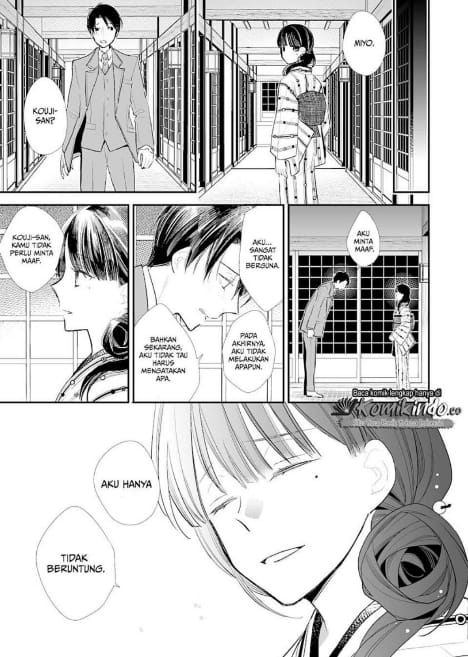 MIYO.
KOUJI-
SAN?
AKU
MINTA
MAAF.
AKU...
SANGAT
TIDAK
BERGUNA.
PADA
AKHIRNYA,
AKU TIDAK
MELAKUKAN
APAPUN.
BAHKAN
SEKARANG,
AKU TIDAK TAU
HARUS
MENGATAKAN
APA.
KOUJI-SAN,
KAMU TIDAK
PERLU MINTA
MAAF.
Baca komik lengkap hanya di
Komikindo.co
AKU HANYA
TIDAK
BERUNTUNG.